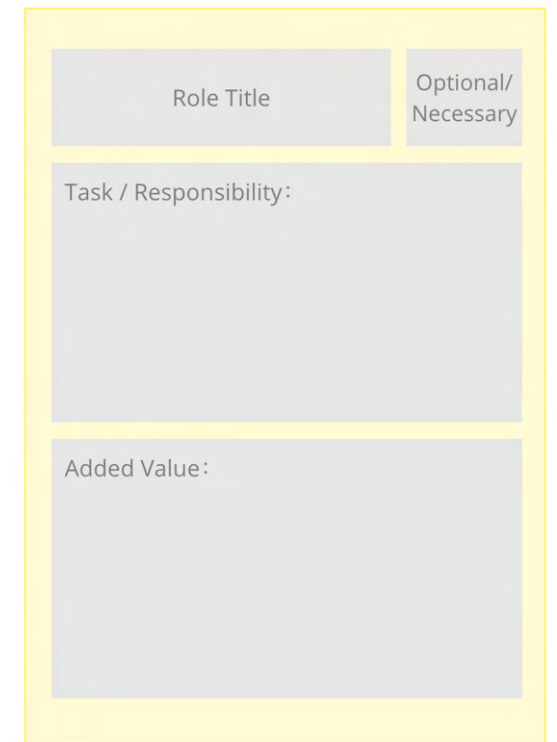 Role Title
Optional/
Necessary
Task / Responsibility:
Added Value: